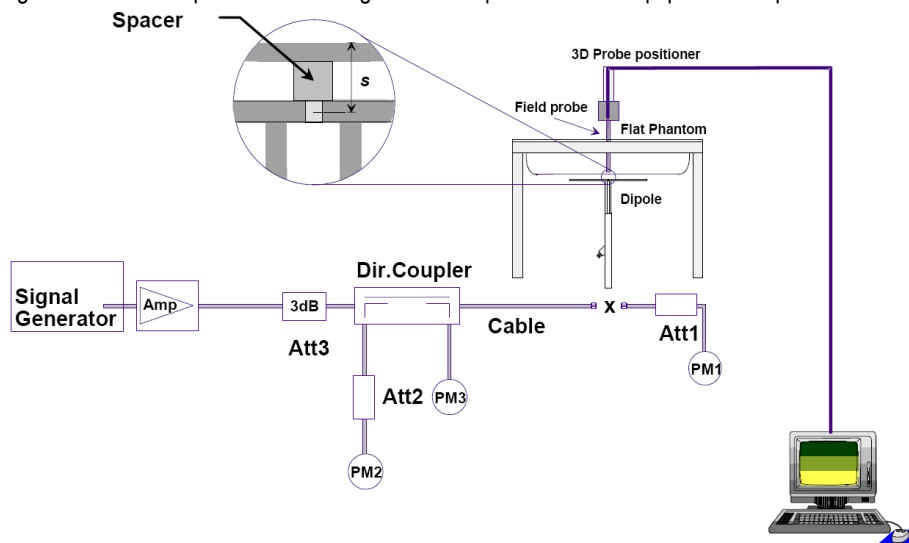 Spacer
s
3D Probe positioner
Field probe
Flat Phantom
Dipole
Signal
Generator
Amp
3dB
Att3
Dir.Coupler
Cable
x
Att1
PM1
Att2
PM3
PM2